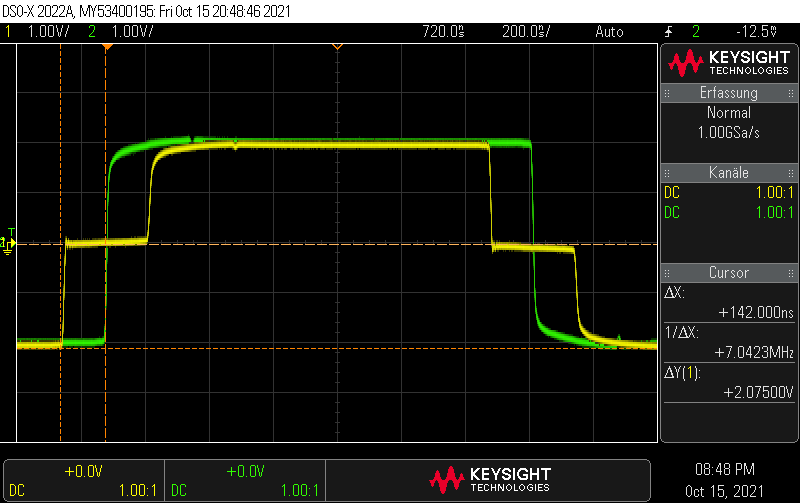 DSO-X 2022A, MY53400195: Fri Oct 15 20:48:46 2021
1 1.00V/ 2 1.00V/ 720.0s 200.0s/ Auto 2 -12.5V
KEYSIGHT
TECHNOLOGIES
Erfassung
Normal
1.00GSa/s
Kanäle
DC 1.00:1
DC 1.00:1
Cursor
ΔX:
+142.000ns
1/ΔX:
+7.0423MHz
ΔY(1):
+2.07500V
+0.0V
DC 1.00:1
+0.0V
DC 1.00:1
KEYSIGHT
TECHNOLOGIES
08:48 PM
Oct 15, 2021